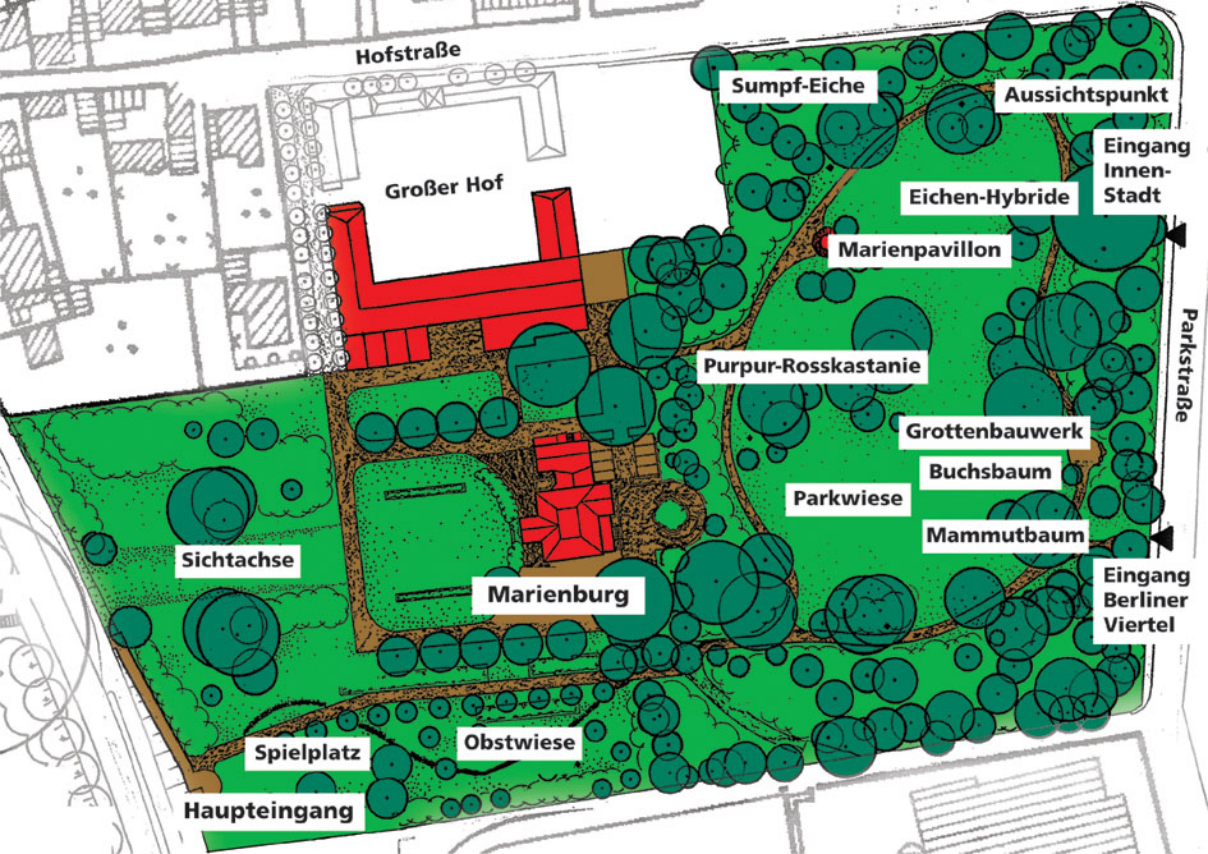 Hofstraße
Sumpf-Eiche
Aussichtspunkt
Eingang
Innen-
Stadt
Großer Hof
Eichen-Hybride
Marienpavillon
Parkstraße
Purpur-Rosskastanie
Grottenbauwerk
Buchsbaum
Parkwiese
Mammutbaum
Sichtachse
Marienburg
Eingang
Berliner
Viertel
Obstwiese
Spielplatz
Haupteingang